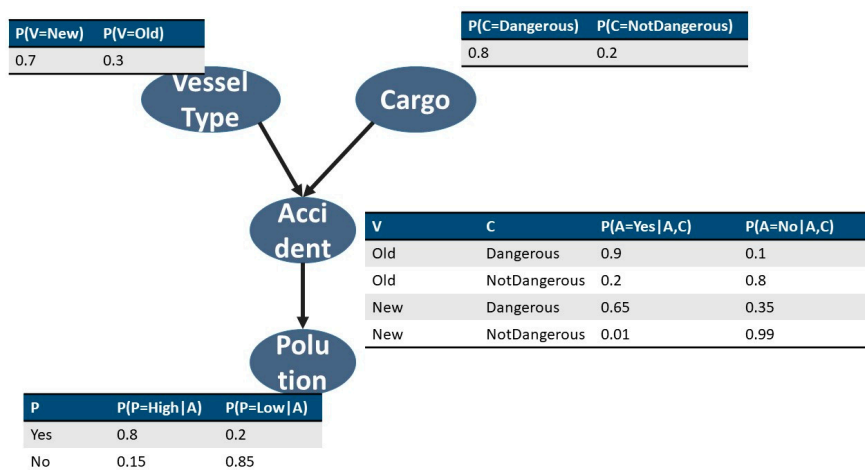 P(V=New) P(V=Old)
0.7 0.3
P(C=Dangerous) P(C=NotDangerous)
0.8 0.2
Vessel
Type
Cargo
Acci
dent
V C P(A=Yes|A,C) P(A=No|A,C)
Old Dangerous 0.9 0.1
Old NotDangerous 0.2 0.8
New Dangerous 0.65 0.35
New NotDangerous 0.01 0.99
Polu
tion
P P(P=High|A) P(P=Low|A)
Yes 0.8 0.2
No 0.15 0.85